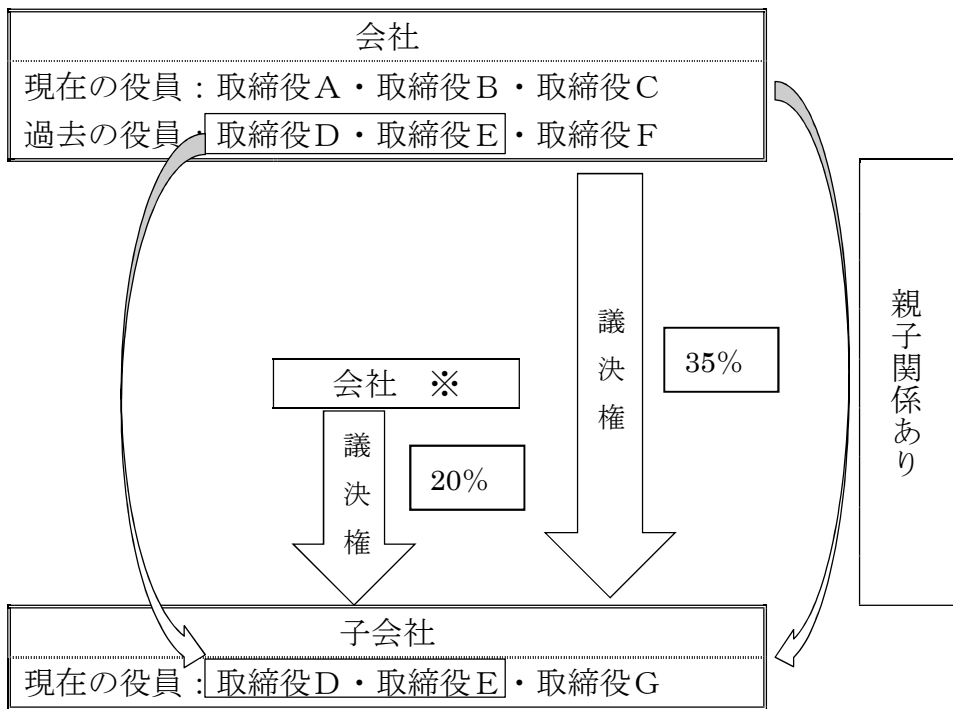 会社
現在の役員：取締役A・取締役B・取締役C
過去の役員：取締役D・取締役E・取締役F
親子関係あり
議決権
35%
会社　※
議決権
20%
子会社
現在の役員：取締役D・取締役E・取締役G